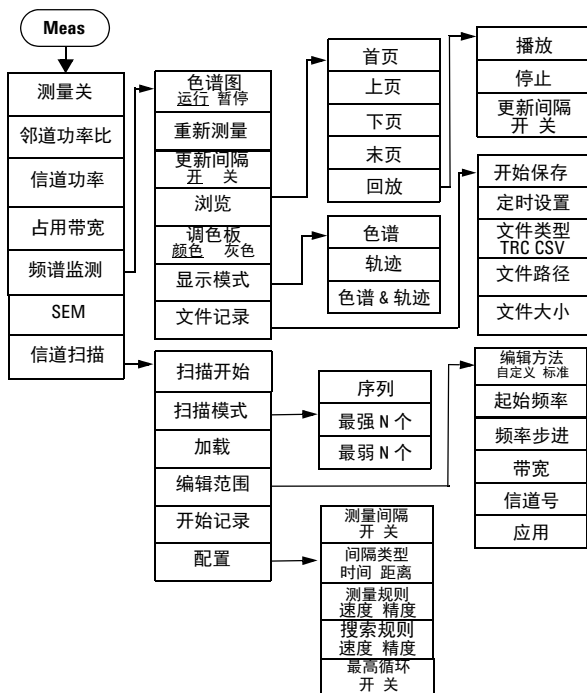 Meas
测量关
邻道功率比
信道功率
占用带宽
频谱监测
SEM
信道扫描
色谱图
运行 暂停
重新测量
更新间隔
开 关
浏览
调色板
颜色 灰色
显示模式
文件记录
首页
上页
下页
末页
回放
播放
停止
更新间隔
开 关
色谱
轨迹
色谱 & 轨迹
开始保存
定时设置
文件类型
TRC CSV
文件路径
文件大小
扫描开始
扫描模式
加载
编辑范围
开始记录
配置
序列
最强 N 个
最弱 N 个
编辑方法
自定义 标准
起始频率
频率步进
带宽
信道号
应用
测量间隔
开 关
间隔类型
时间 距离
测量规则
速度 精度
搜索规则
速度 精度
最高循环
开 关